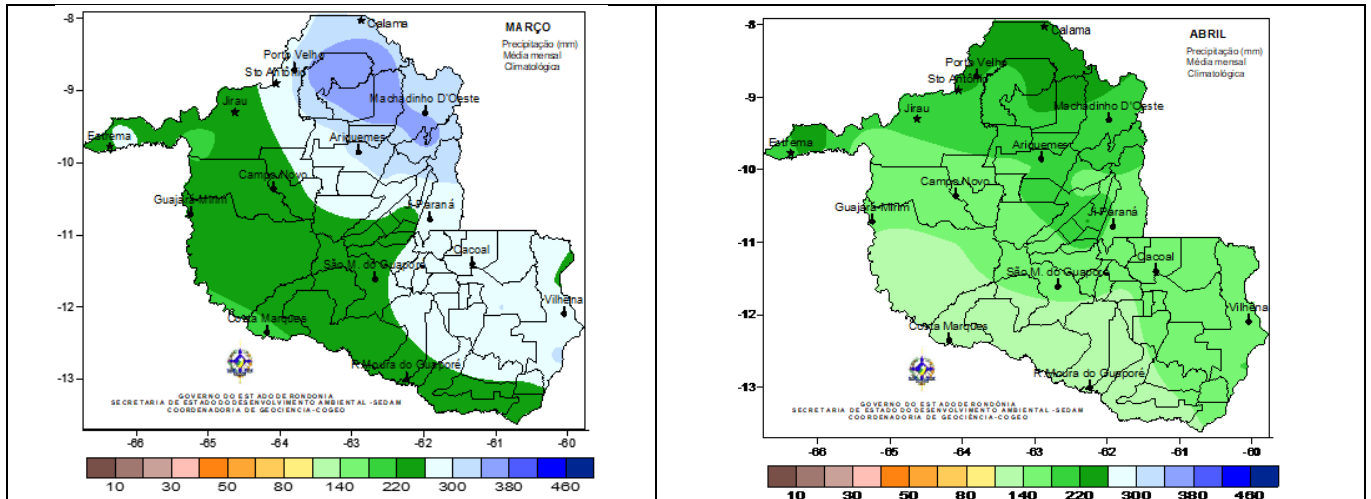 MARÇO
Precipitação (mm)
Média mensal
Climatológica
Calama
Porto Velho
Sto Antônio
Jirau
Machadinho D'Oeste
Extrema
Ariquemes
Campo Novo
Guajará-Mirim
Ji-Paraná
Cacoal
São M. do Guaporé
Vilhena
Costa Marques
R.Moura do Guaporé
GOVERNO DO ESTADO DE RONDÔNIA
SECRETARIA DE ESTADO DO DESENVOLVIMENTO AMBIENTAL -SEDAM
COORDENADORIA DE GEOCIÊNCIA-COGEO
-8
-9
-10
-11
-12
-13
-66 -65 -64 -63 -62 -61 -60
10 30 50 80 140 220 300 380 460
ABRIL
Precipitação (mm)
Média mensal
Climatológica
Calama
Porto Velho
Sto Antônio
Jirau
Machadinho D'Oeste
Extrema
Ariquemes
Campo Novo
Guajará-Mirim
Ji-Paraná
Cacoal
São M. do Guaporé
Vilhena
Costa Marques
R.Moura do Guaporé
GOVERNO DO ESTADO DE RONDÔNIA
SECRETARIA DE ESTADO DO DESENVOLVIMENTO AMBIENTAL -SEDAM
COORDENADORIA DE GEOCIÊNCIA-COGEO
-8
-9
-10
-11
-12
-13
-66 -65 -64 -63 -62 -61 -60
10 30 50 80 140 220 300 380 460